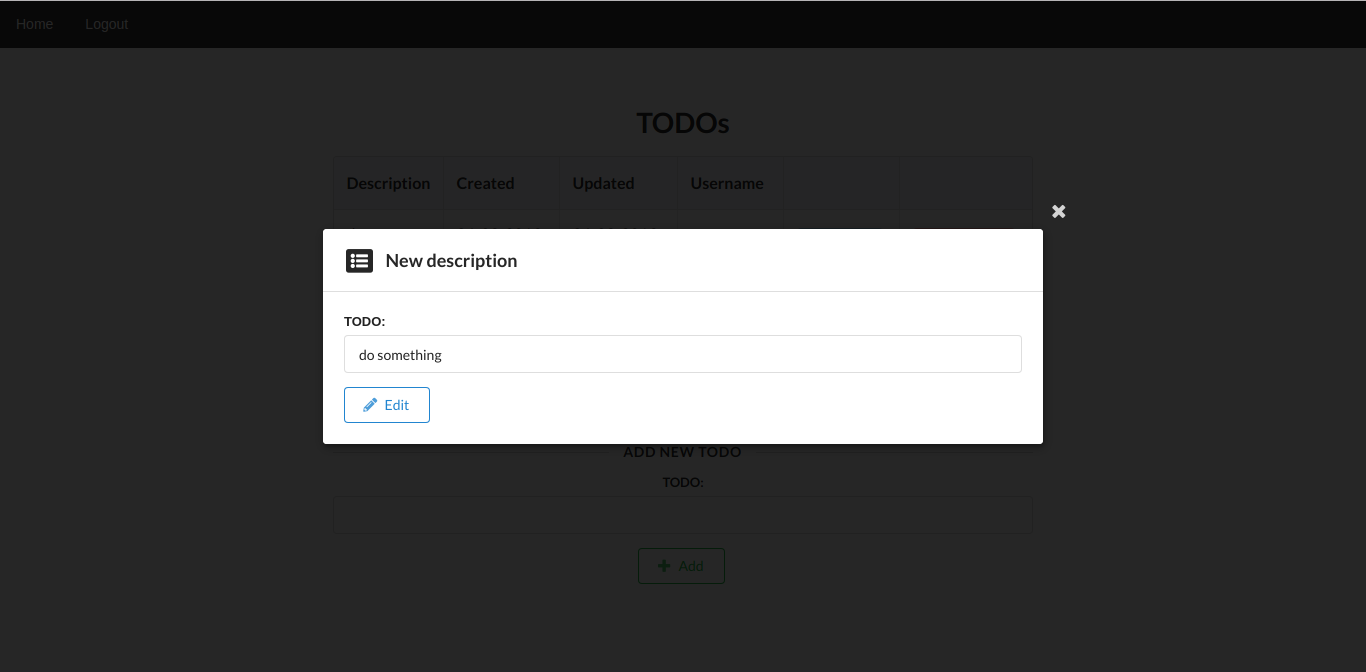 Home Logout
TODOs
Description Created Updated Username
New description
TODO:
do something
Edit
ADD NEW TODO
TODO:
Add